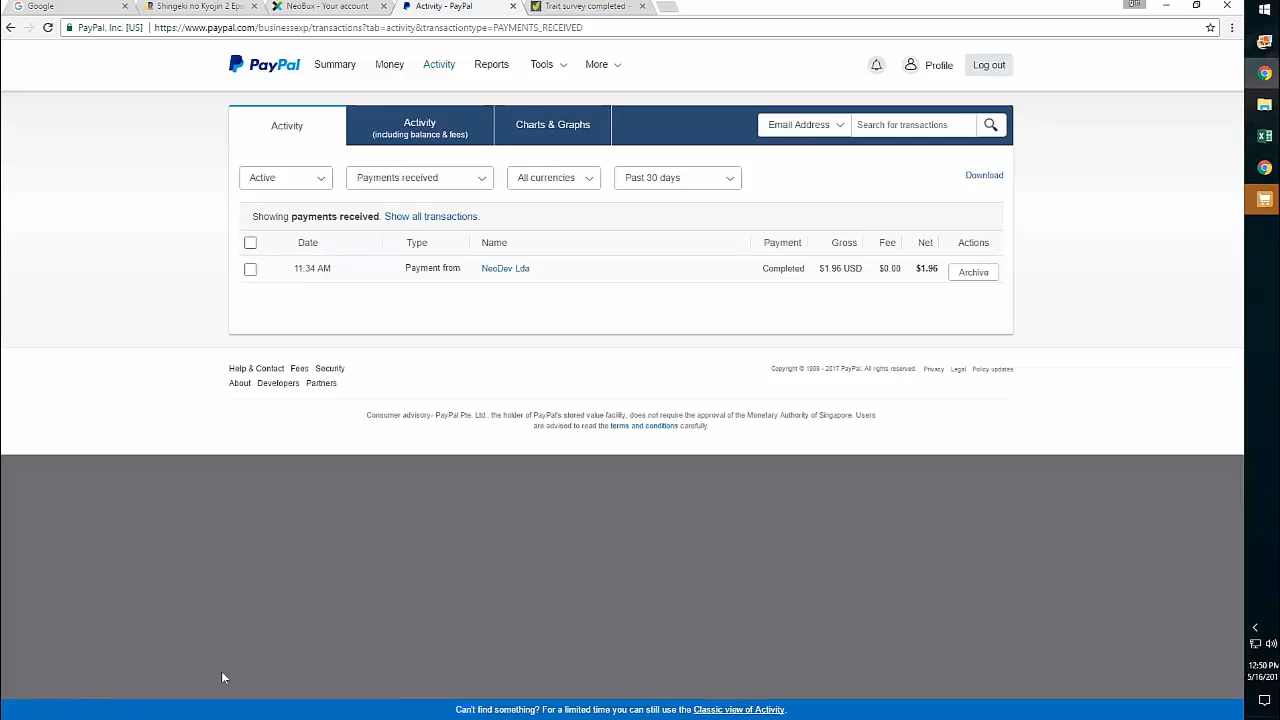 Google
Shingeki no Kyojin 2 Epis
NeoBux - Your account
Activity - PayPal
Trait survey completed -
PayPal, Inc. [US]
https://www.paypal.com/businessexp/transactions?tab=activity&transactiontype=PAYMENTS_RECEIVED
PayPal Summary Money Activity Reports Tools More Profile Log out
Activity
Activity
(including balance & fees)
Charts & Graphs
Email Address
Search for transactions
Active
Payments received
All currencies
Past 30 days
Download
Showing payments received. Show all transactions.
Date Type Name Payment Gross Fee Net Actions
11:34 AM Payment from NeoDev Lda Completed $1.96 USD $0.00 $1.96 Archive
Help & Contact Fees Security
About Developers Partners
Copyright © 1999 - 2017 PayPal. All rights reserved. Privacy Legal Policy updates
Consumer advisory- PayPal Pte. Ltd., the holder of PayPal's stored value facility, does not require the approval of the Monetary Authority of Singapore. Users
are advised to read the terms and conditions carefully.
Can't find something? For a limited time you can still use the Classic view of Activity.
12:50 PM
5/16/201